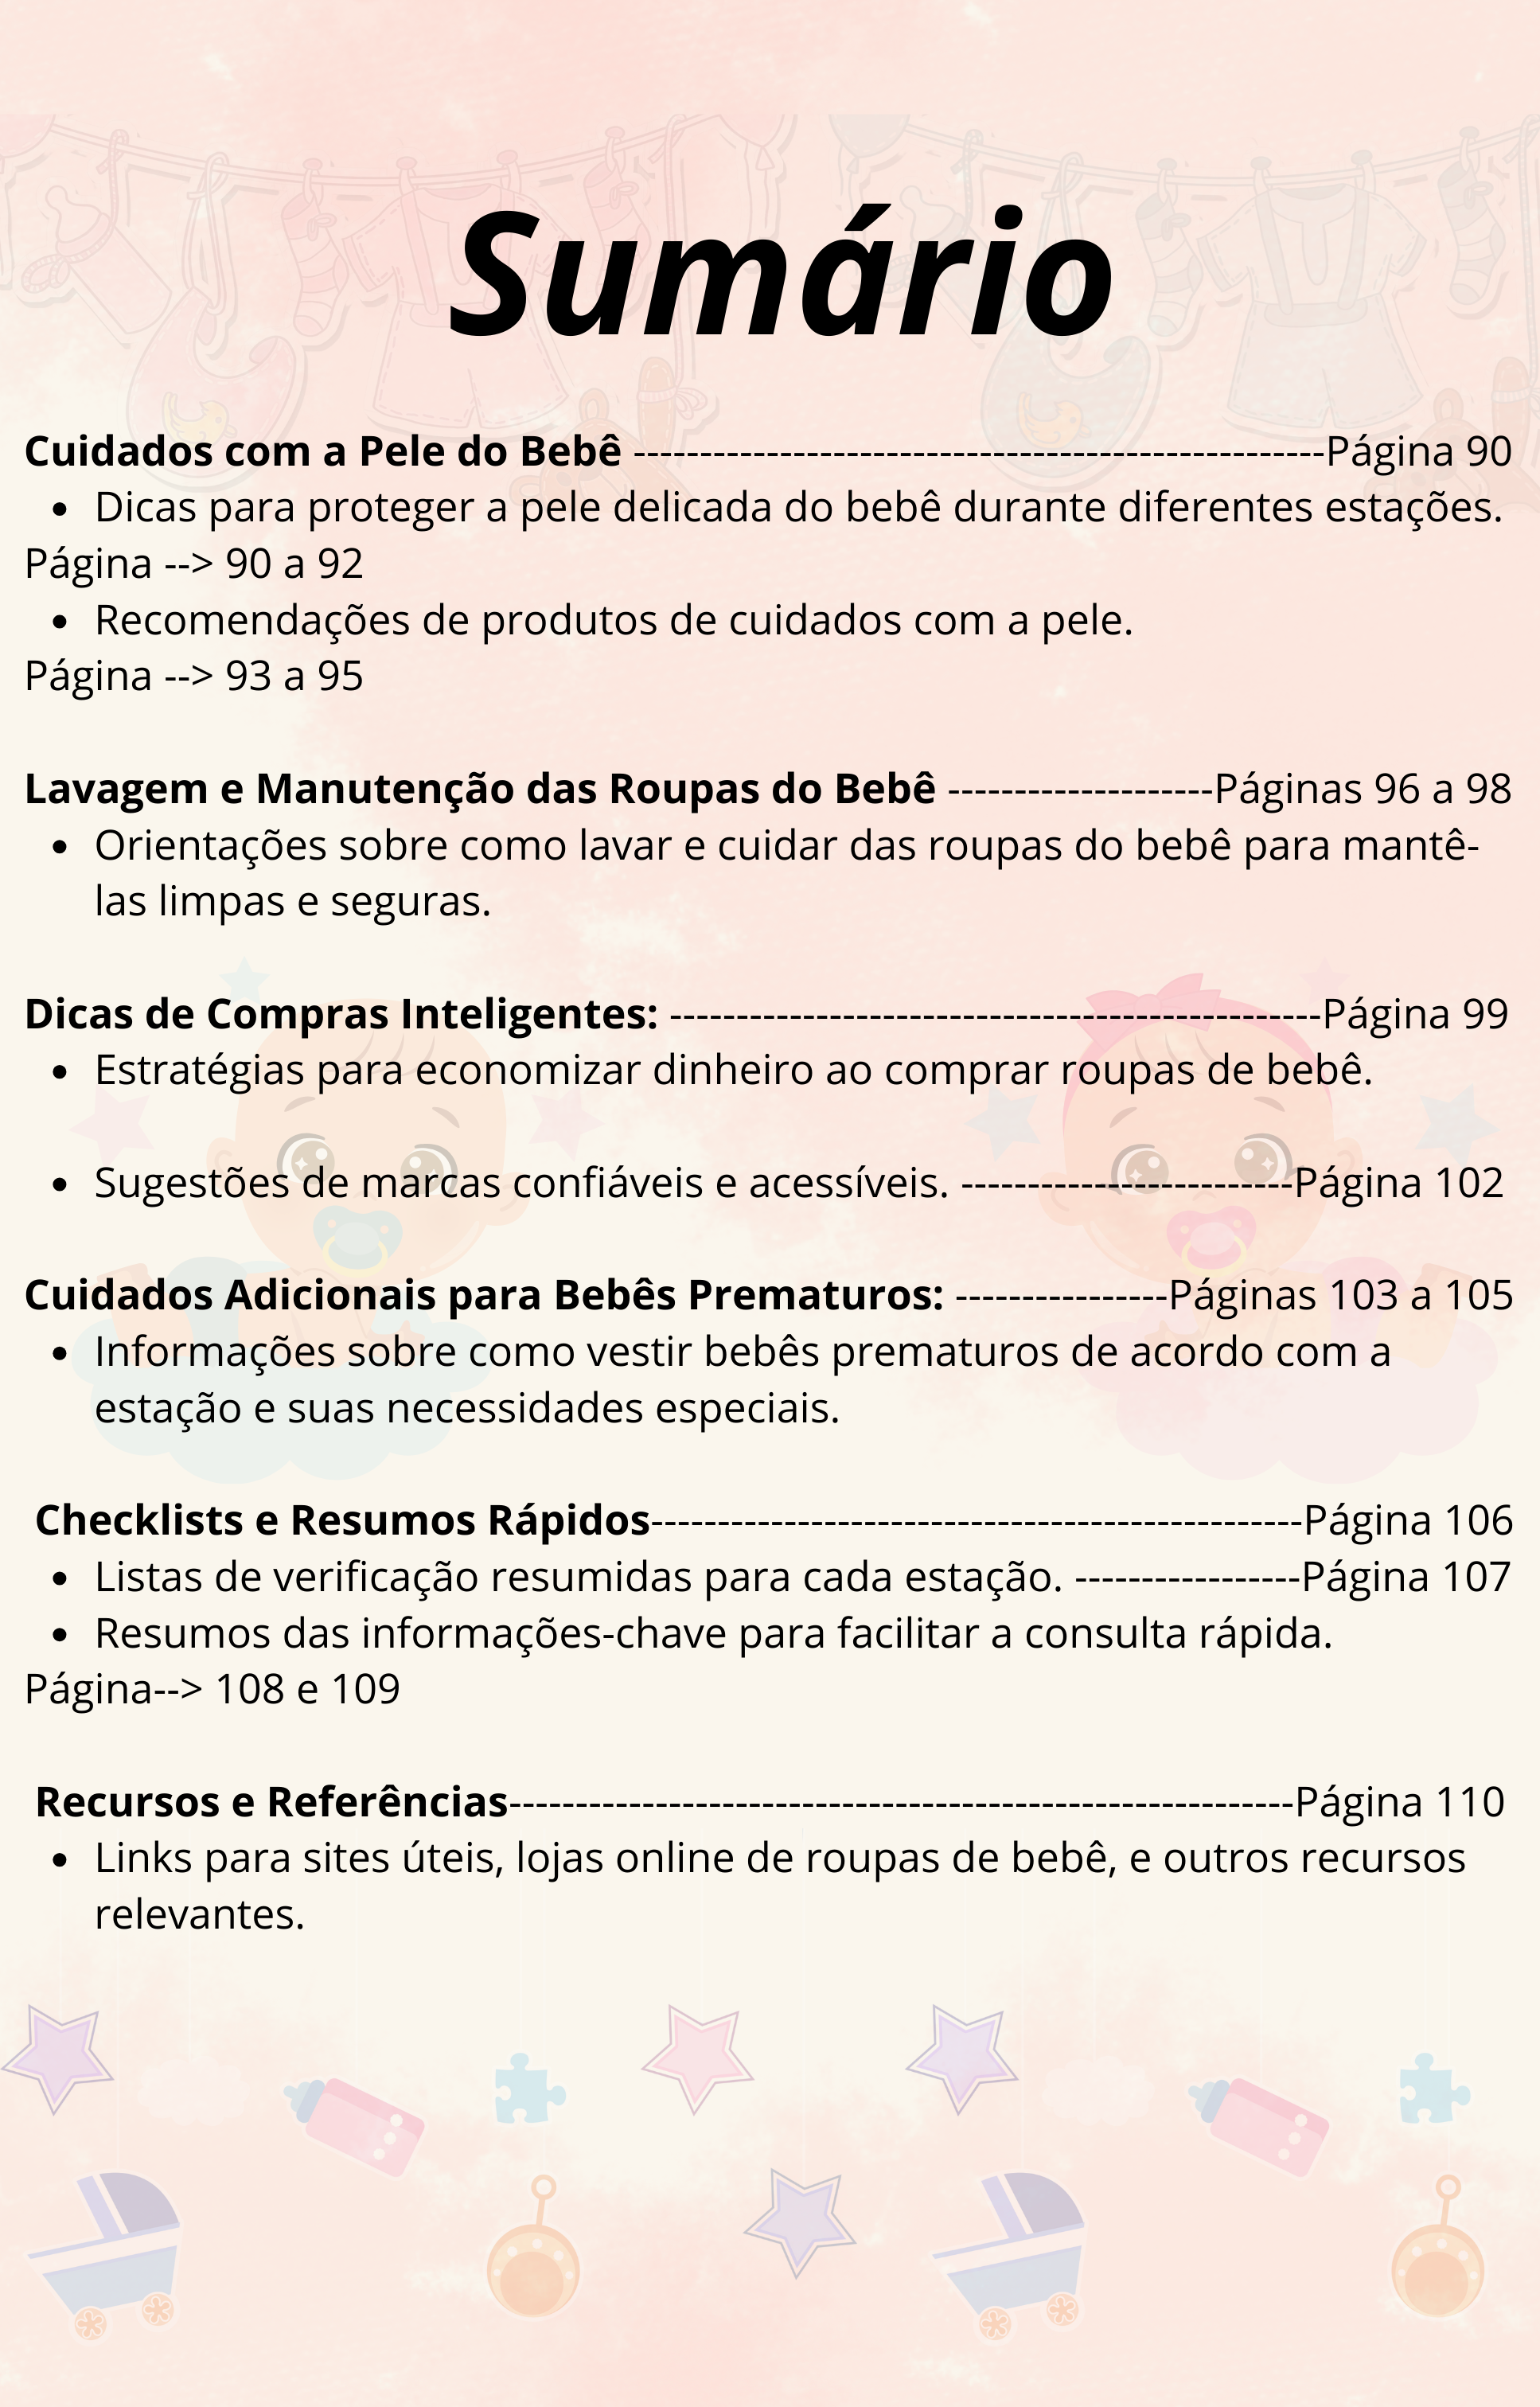 Sumário
Cuidados com a Pele do Bebê ----------------------------------------------------Página 90
• Dicas para proteger a pele delicada do bebê durante diferentes estações.
Página --> 90 a 92
• Recomendações de produtos de cuidados com a pele.
Página --> 93 a 95
Lavagem e Manutenção das Roupas do Bebê --------------------Páginas 96 a 98
• Orientações sobre como lavar e cuidar das roupas do bebê para mantê-
las limpas e seguras.
Dicas de Compras Inteligentes: -------------------------------------------------Página 99
• Estratégias para economizar dinheiro ao comprar roupas de bebê.
• Sugestões de marcas confiáveis e acessíveis. -------------------------Página 102
Cuidados Adicionais para Bebês Prematuros: ----------------Páginas 103 a 105
• Informações sobre como vestir bebês prematuros de acordo com a
estação e suas necessidades especiais.
Checklists e Resumos Rápidos-------------------------------------------------Página 106
• Listas de verificação resumidas para cada estação. -----------------Página 107
• Resumos das informações-chave para facilitar a consulta rápida.
Página--> 108 e 109
Recursos e Referências-----------------------------------------------------------Página 110
• Links para sites úteis, lojas online de roupas de bebê, e outros recursos
relevantes.